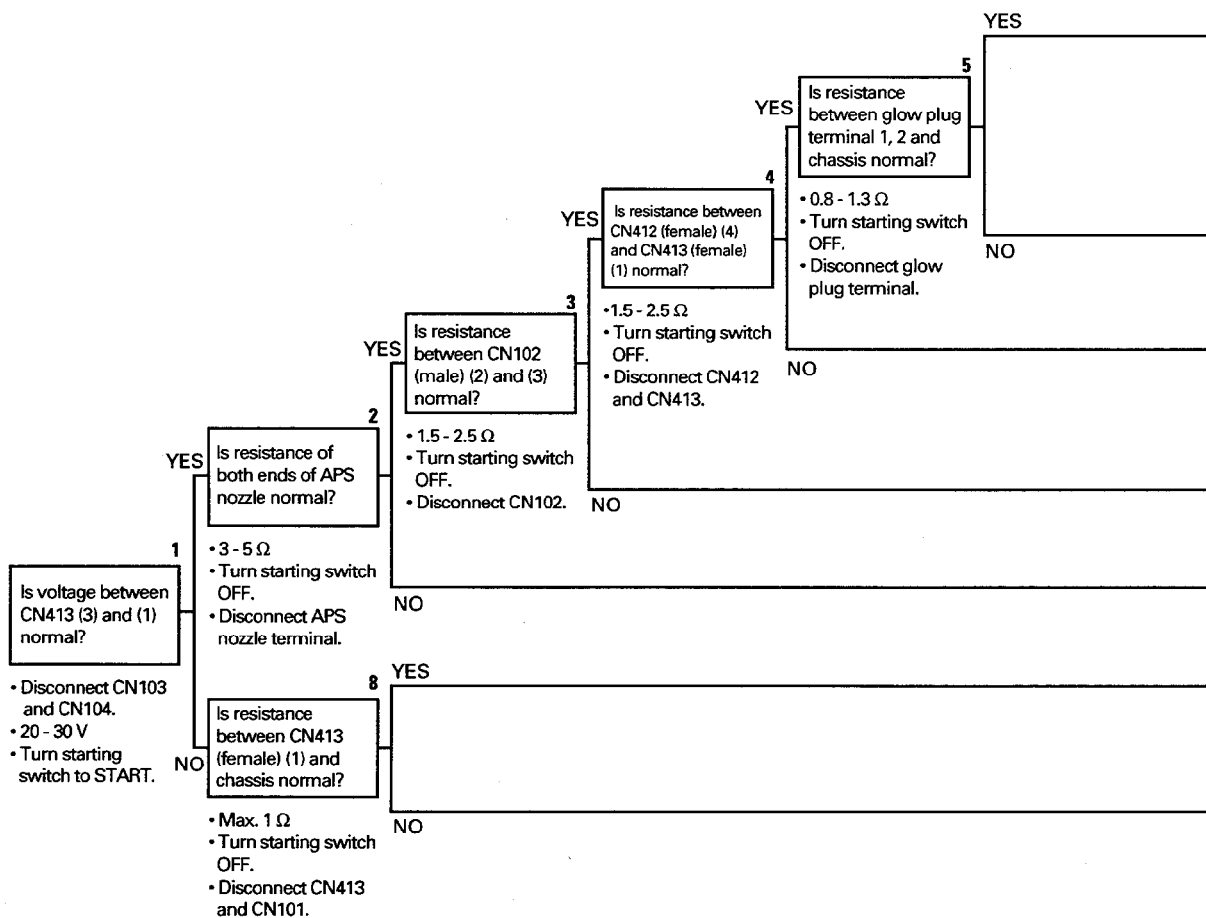 1
Is voltage between
CN413 (3) and (1)
normal?
• Disconnect CN103
and CN104.
• 20 - 30 V
• Turn starting
switch to START.
YES
2
Is resistance of
both ends of APS
nozzle normal?
• 3 - 5 Ω
• Turn starting switch
OFF.
• Disconnect APS
nozzle terminal.
YES
3
Is resistance
between CN102
(male) (2) and (3)
normal?
• 1.5 - 2.5 Ω
• Turn starting switch
OFF.
• Disconnect CN102.
YES
4
Is resistance between
CN412 (female) (4)
and CN413 (female)
(1) normal?
•1.5 - 2.5 Ω
• Turn starting switch
OFF.
• Disconnect CN412
and CN413.
YES
5
Is resistance
between glow plug
terminal 1, 2 and
chassis normal?
• 0.8 - 1.3 Ω
• Turn starting switch
OFF.
• Disconnect glow
plug terminal.
YES
NO
NO
NO
NO
NO
8
Is resistance
between CN413
(female) (1) and
chassis normal?
• Max. 1 Ω
• Turn starting switch
OFF.
• Disconnect CN413
and CN101.
YES
NO